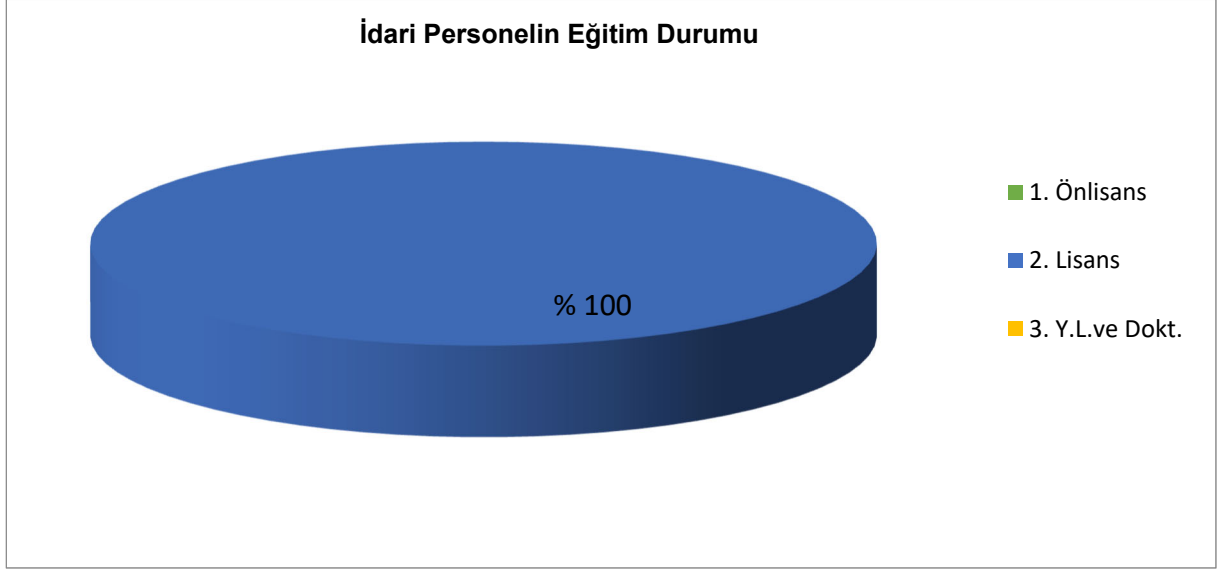 İdari Personelin Eğitim Durumu
% 100
1. Önlisans
2. Lisans
3. Y.L.ve Dokt.